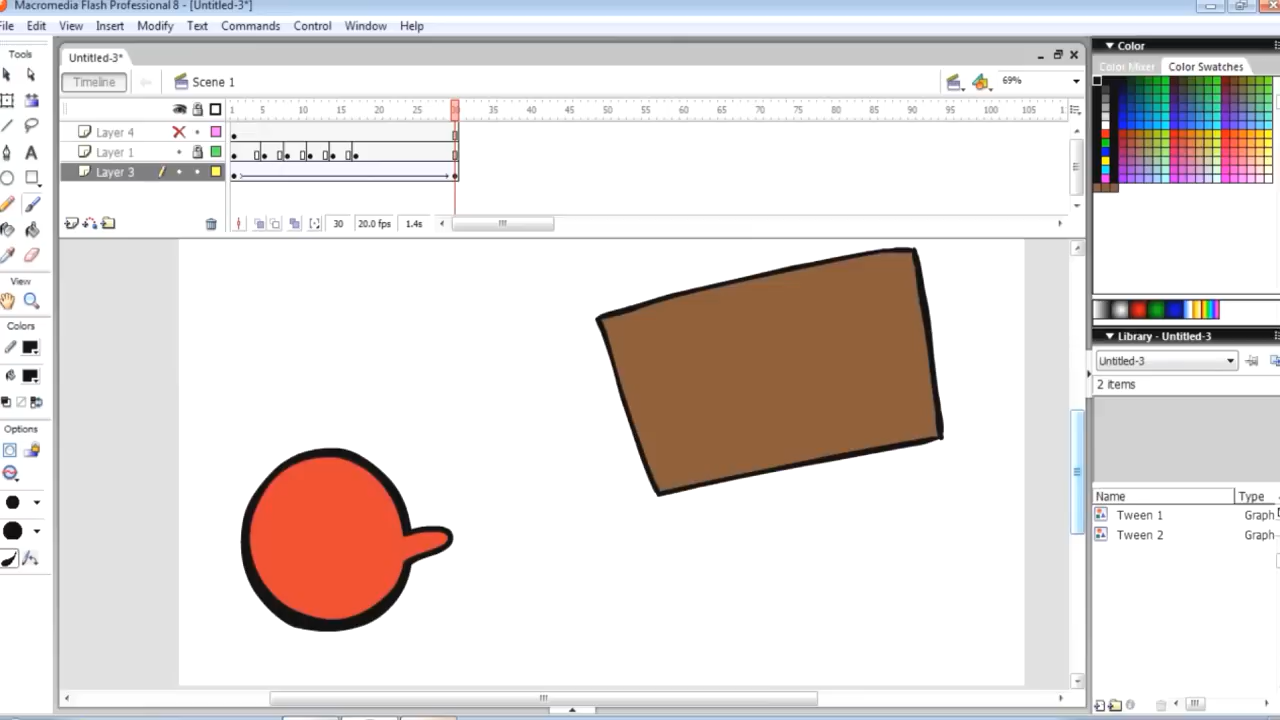 Macromedia Flash Professional 8 - [Untitled-3*]
File Edit View Insert Modify Text Commands Control Window Help
Tools
Untitled-3*
Timeline Scene 1 69%
1 5 10 15 20 25 30 35 40 45 50 55 60 65 70 75 80 85 90 95 100 105 1
Layer 4
Layer 1
Layer 3
30 20.0 fps 1.4s
View
Colors
Options
Color
Color Mixer Color Swatches
Library - Untitled-3
Untitled-3
2 items
Name Type
Tween 1 Graph
Tween 2 Graph